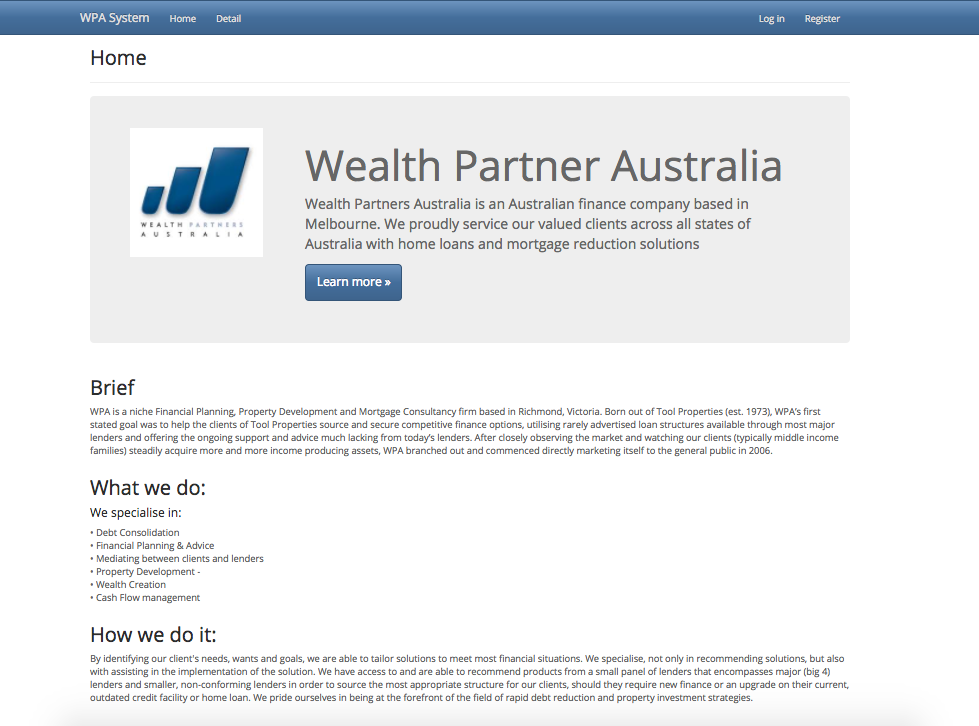 WPA System Home Detail Log in Register
Home
WEALTH PARTNERS
AUSTRALIA
Wealth Partner Australia
Wealth Partners Australia is an Australian finance company based in
Melbourne. We proudly service our valued clients across all states of
Australia with home loans and mortgage reduction solutions
Learn more »
Brief
WPA is a niche Financial Planning, Property Development and Mortgage Consultancy firm based in Richmond, Victoria. Born out of Tool Properties (est. 1973), WPA's first
stated goal was to help the clients of Tool Properties source and secure competitive finance options, utilising rarely advertised loan structures available through most major
lenders and offering the ongoing support and advice much lacking from today's lenders. After closely observing the market and watching our clients (typically middle income
families) steadily acquire more and more income producing assets, WPA branched out and commenced directly marketing itself to the general public in 2006.
What we do:
We specialise in:
• Debt Consolidation
• Financial Planning & Advice
• Mediating between clients and lenders
• Property Development -
• Wealth Creation
• Cash Flow management
How we do it:
By identifying our client's needs, wants and goals, we are able to tailor solutions to meet most financial situations. We specialise, not only in recommending solutions, but also
with assisting in the implementation of the solution. We have access to and are able to recommend products from a small panel of lenders that encompasses major (big 4)
lenders and smaller, non-conforming lenders in order to source the most appropriate structure for our clients, should they require new finance or an upgrade on their current,
outdated credit facility or home loan. We pride ourselves in being at the forefront of the field of rapid debt reduction and property investment strategies.